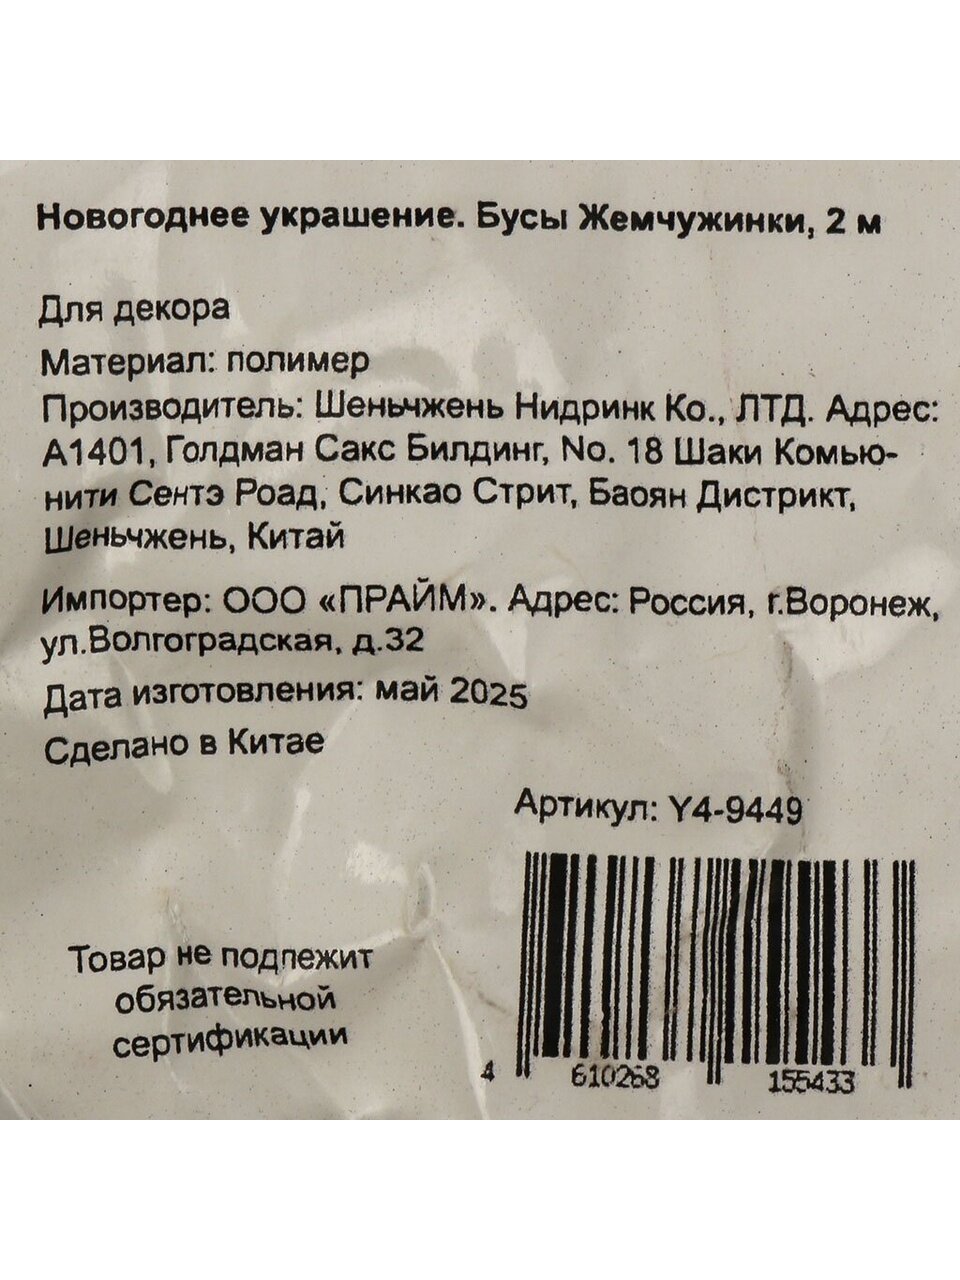 Новогоднее украшение. Бусы Жемчужинки, 2 м
Для декора
Материал: полимер
Производитель: Шеньчжень Нидринк Ко., ЛТД. Адрес:
А1401, Голдман Сакс Билдинг, No. 18 Шаки Комью-
нити Сентэ Роад, Синкао Стрит, Баоян Дистрикт,
Шеньчжень, Китай
Импортер: ООО «ПРАЙМ». Адрес: Россия, г.Воронеж,
ул.Волгоградская, д.32
Дата изготовления: май 2025
Сделано в Китае
Артикул: Y4-9449
Товар не подлежит
обязательной
сертификации
4 610268 155433